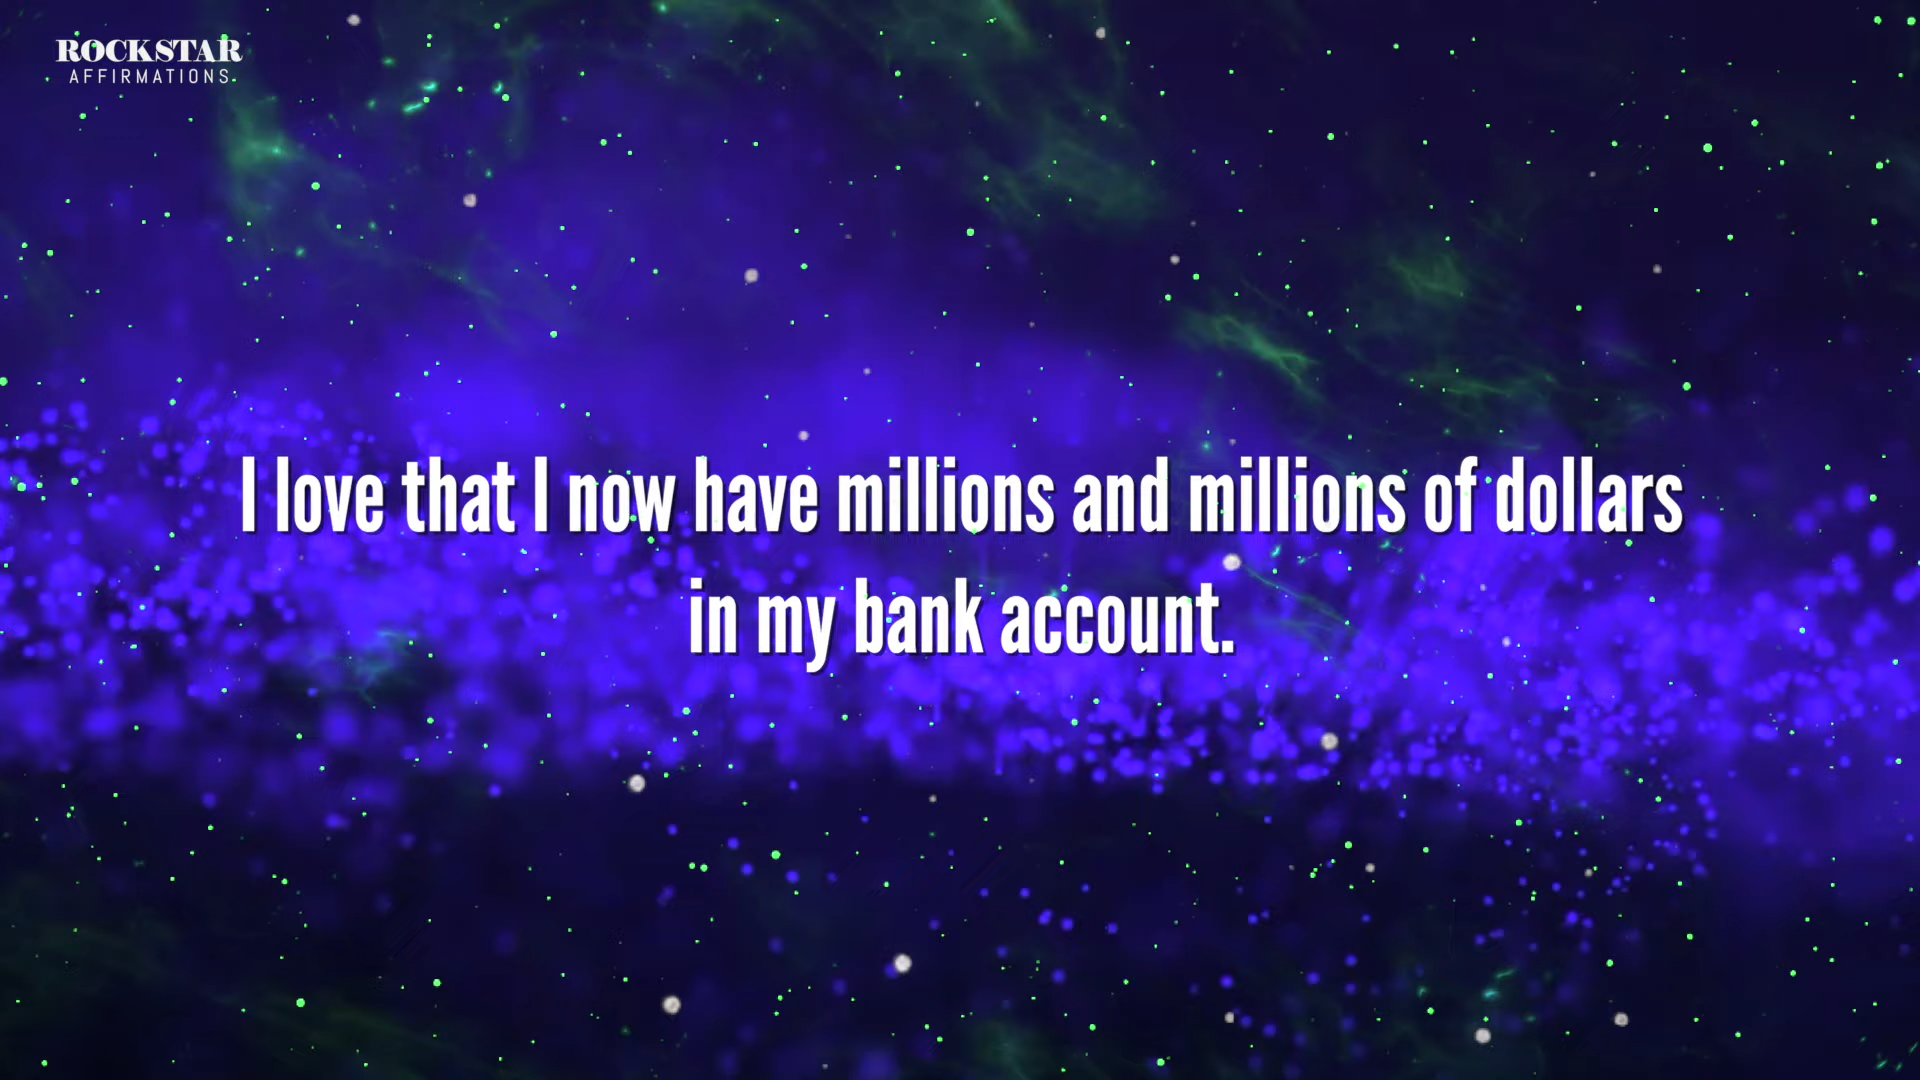 ROCKSTAR
AFFIRMATIONS
I love that I now have millions and millions of dollars
in my bank account.